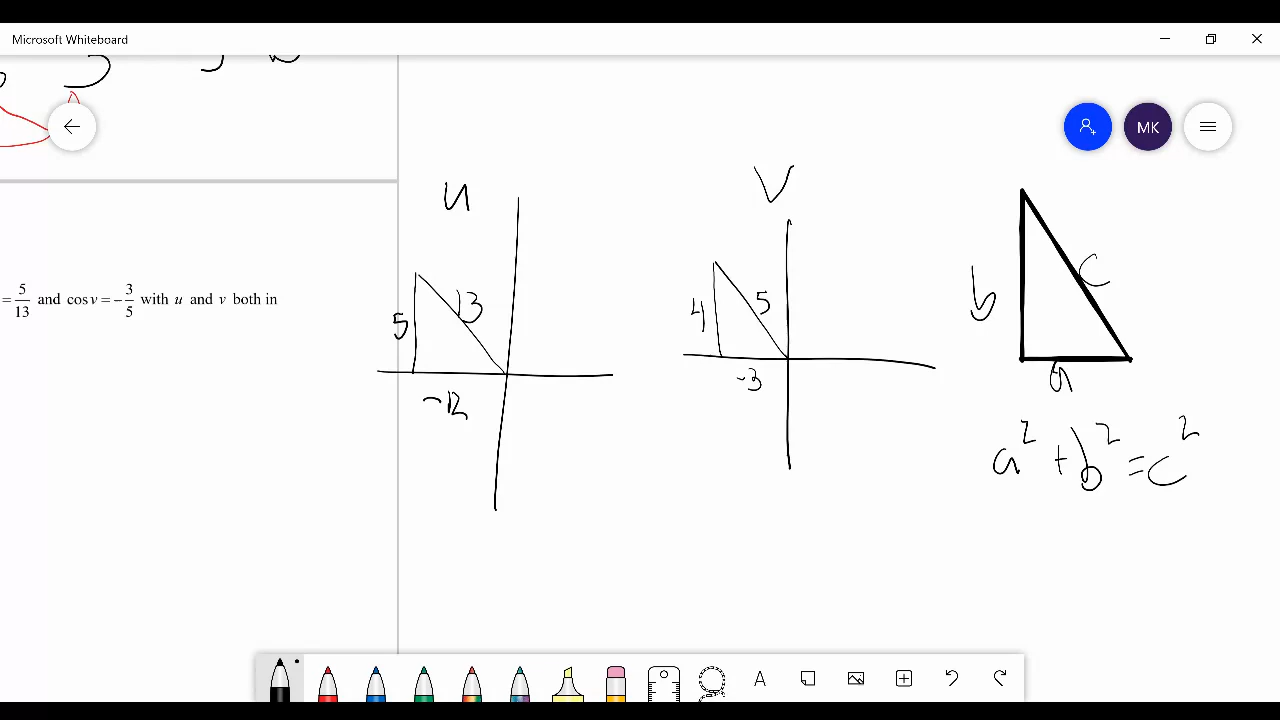 Microsoft Whiteboard
MK
u
5
13
-12
= 5/13 and cos v = − 3/5 with u and v both in
V
4
5
-3
b
c
a
a² + b² = c²
A